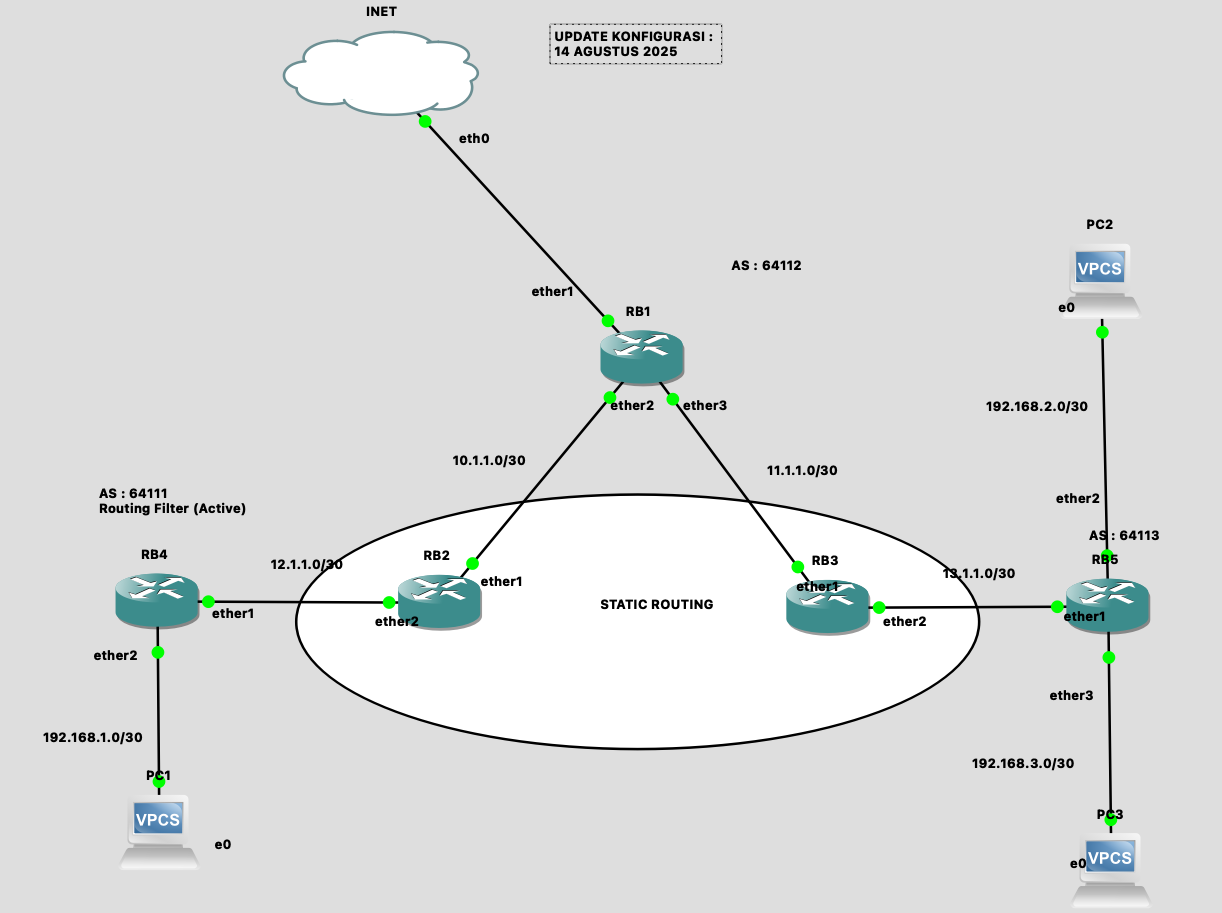 INET
UPDATE KONFIGURASI :
14 AGUSTUS 2025
eth0
PC2
AS : 64112
VPCS
ether1
e0
RB1
ether2
ether3
192.168.2.0/30
10.1.1.0/30
11.1.1.0/30
AS : 64111
Routing Filter (Active)
ether2
AS : 64113
RB4
RB2
RB3
RB5
12.1.1.0/30
13.1.1.0/30
ether1
ether1
STATIC ROUTING
ether1
ether2
ether2
ether1
ether2
ether3
192.168.1.0/30
192.168.3.0/30
PC1
VPCS
PC3
e0
e0
VPCS